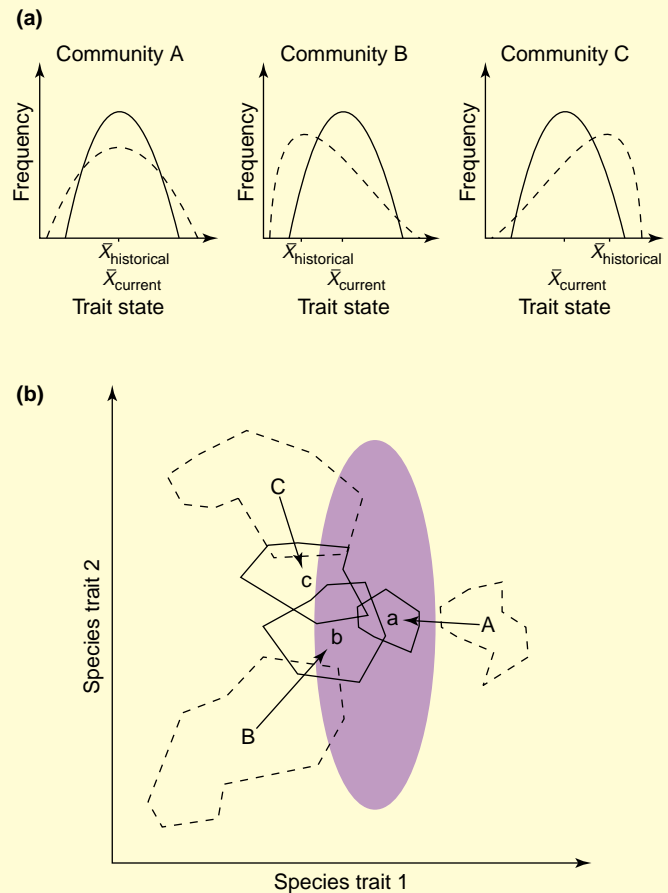 (a)
Community A
Community B
Community C
Frequency
Frequency
Frequency
X̄historical
X̄historical
X̄historical
X̄current
X̄current
X̄current
Trait state
Trait state
Trait state
(b)
Species trait 2
C
c
a
A
b
B
Species trait 1